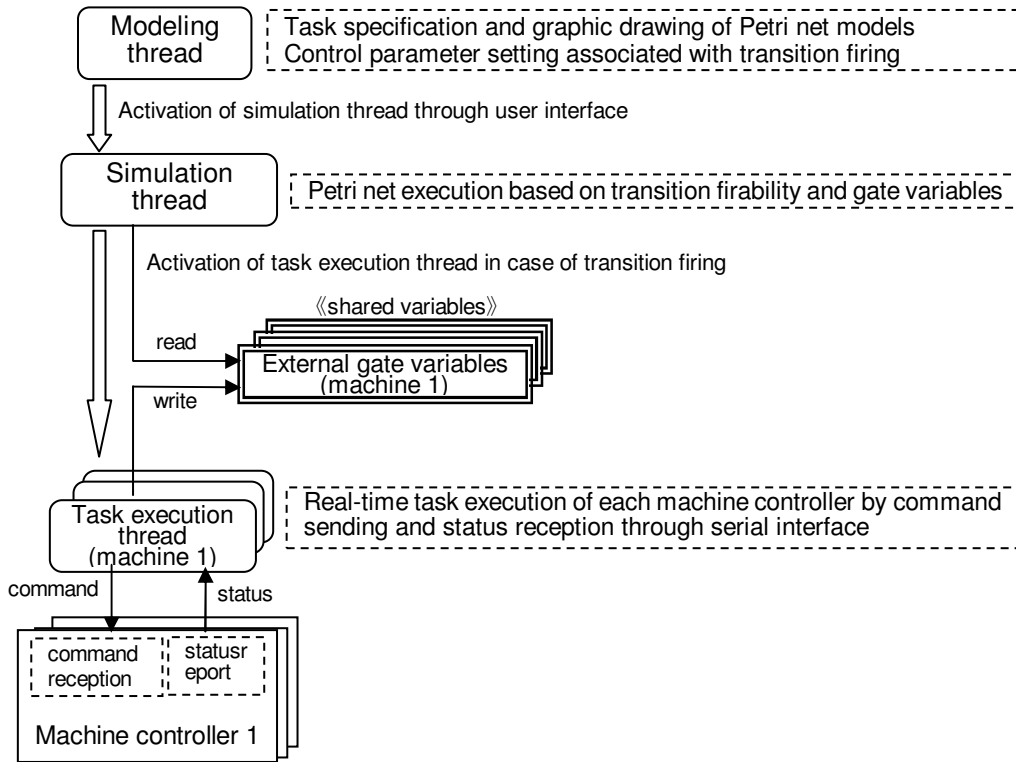 Modeling
thread
Task specification and graphic drawing of Petri net models
Control parameter setting associated with transition firing
Activation of simulation thread through user interface
Simulation
thread
Petri net execution based on transition firability and gate variables
Activation of task execution thread in case of transition firing
《shared variables》
read
External gate variables
(machine 1)
write
Task execution
thread
(machine 1)
Real-time task execution of each machine controller by command
sending and status reception through serial interface
command
status
command
reception
statusr
eport
Machine controller 1